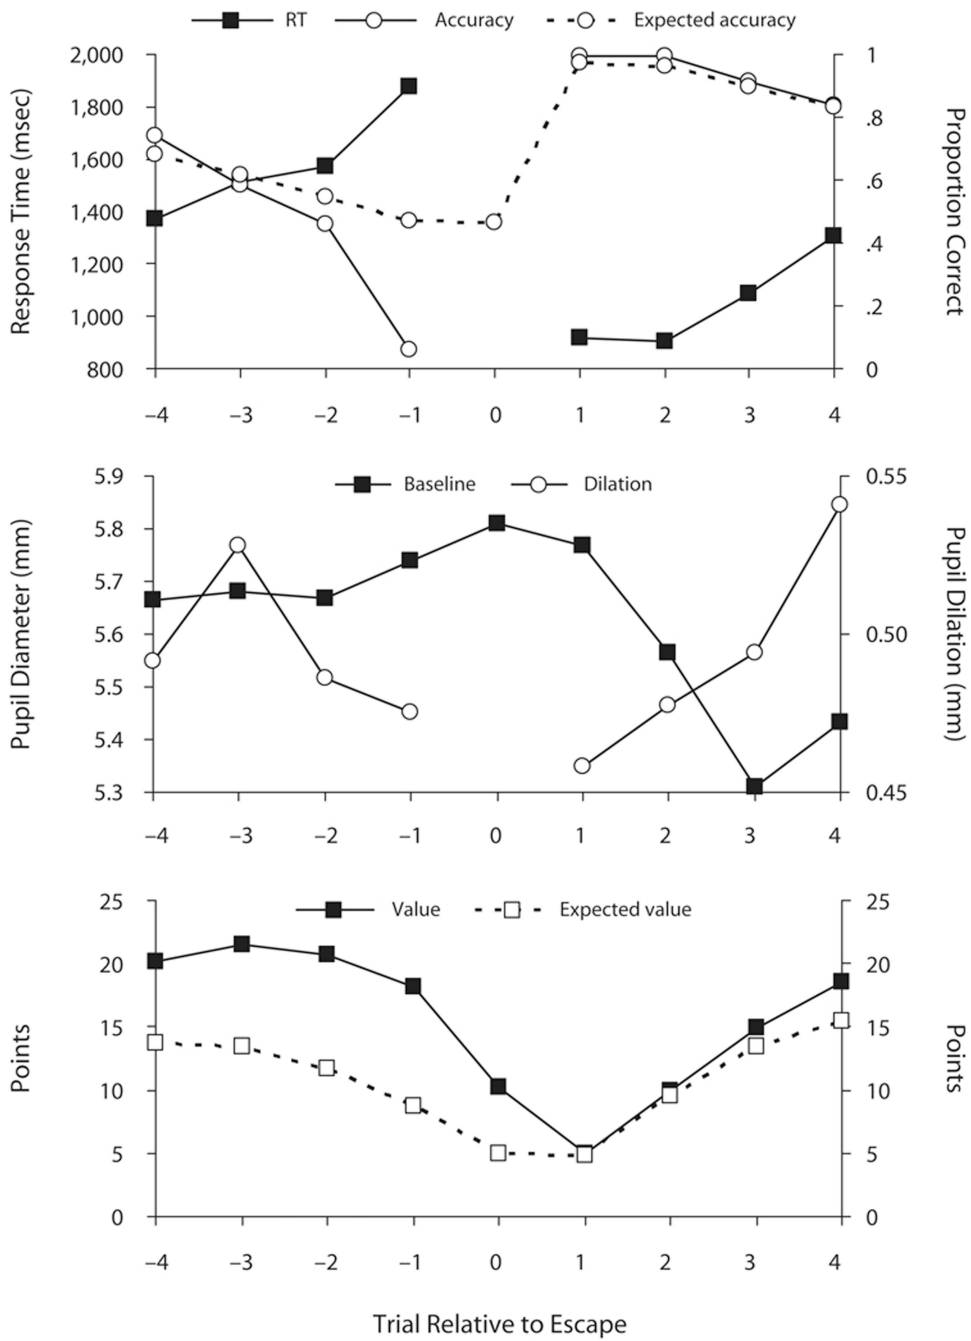 RT Accuracy Expected accuracy
2,000 1
1,800 .8
1,600 .6
1,400 .4
1,200
1,000 .2
800 0
Response Time (msec)
Proportion Correct
–4 –3 –2 –1 0 1 2 3 4
Baseline Dilation
5.9 0.55
5.8
5.7
5.6 0.50
5.5
5.4
5.3 0.45
Pupil Diameter (mm)
Pupil Dilation (mm)
–4 –3 –2 –1 0 1 2 3 4
Value Expected value
25 25
20 20
15 15
10 10
5 5
0 0
Points
Points
–4 –3 –2 –1 0 1 2 3 4
Trial Relative to Escape